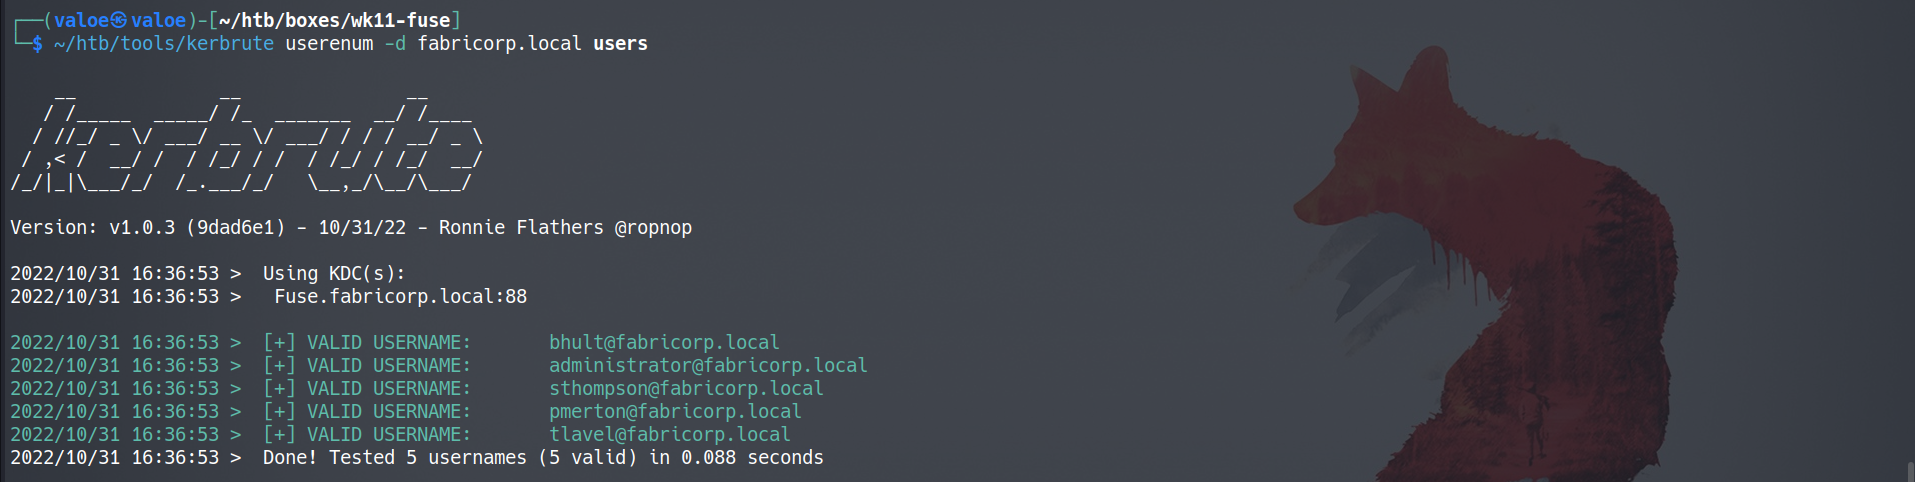 ┌──(valoe㉿valoe)-[~/htb/boxes/wk11-fuse]
└─$ ~/htb/tools/kerbrute userenum -d fabricorp.local users
    __             __               __
   / /_____  _____/ /_  _______  __/ /____
  / //_/ _ \/ ___/ __ \/ ___/ / / / __/ _ \
 / ,< /  __/ /  / /_/ / /  / /_/ / /_/  __/
/_/|_|\___/_/  /_.___/_/   \__,_/\__/\___/
Version: v1.0.3 (9dad6e1) - 10/31/22 - Ronnie Flathers @ropnop
2022/10/31 16:36:53 >  Using KDC(s):
2022/10/31 16:36:53 >   Fuse.fabricorp.local:88
2022/10/31 16:36:53 >  [+] VALID USERNAME:       bhult@fabricorp.local
2022/10/31 16:36:53 >  [+] VALID USERNAME:       administrator@fabricorp.local
2022/10/31 16:36:53 >  [+] VALID USERNAME:       sthompson@fabricorp.local
2022/10/31 16:36:53 >  [+] VALID USERNAME:       pmerton@fabricorp.local
2022/10/31 16:36:53 >  [+] VALID USERNAME:       tlavel@fabricorp.local
2022/10/31 16:36:53 >  Done! Tested 5 usernames (5 valid) in 0.088 seconds